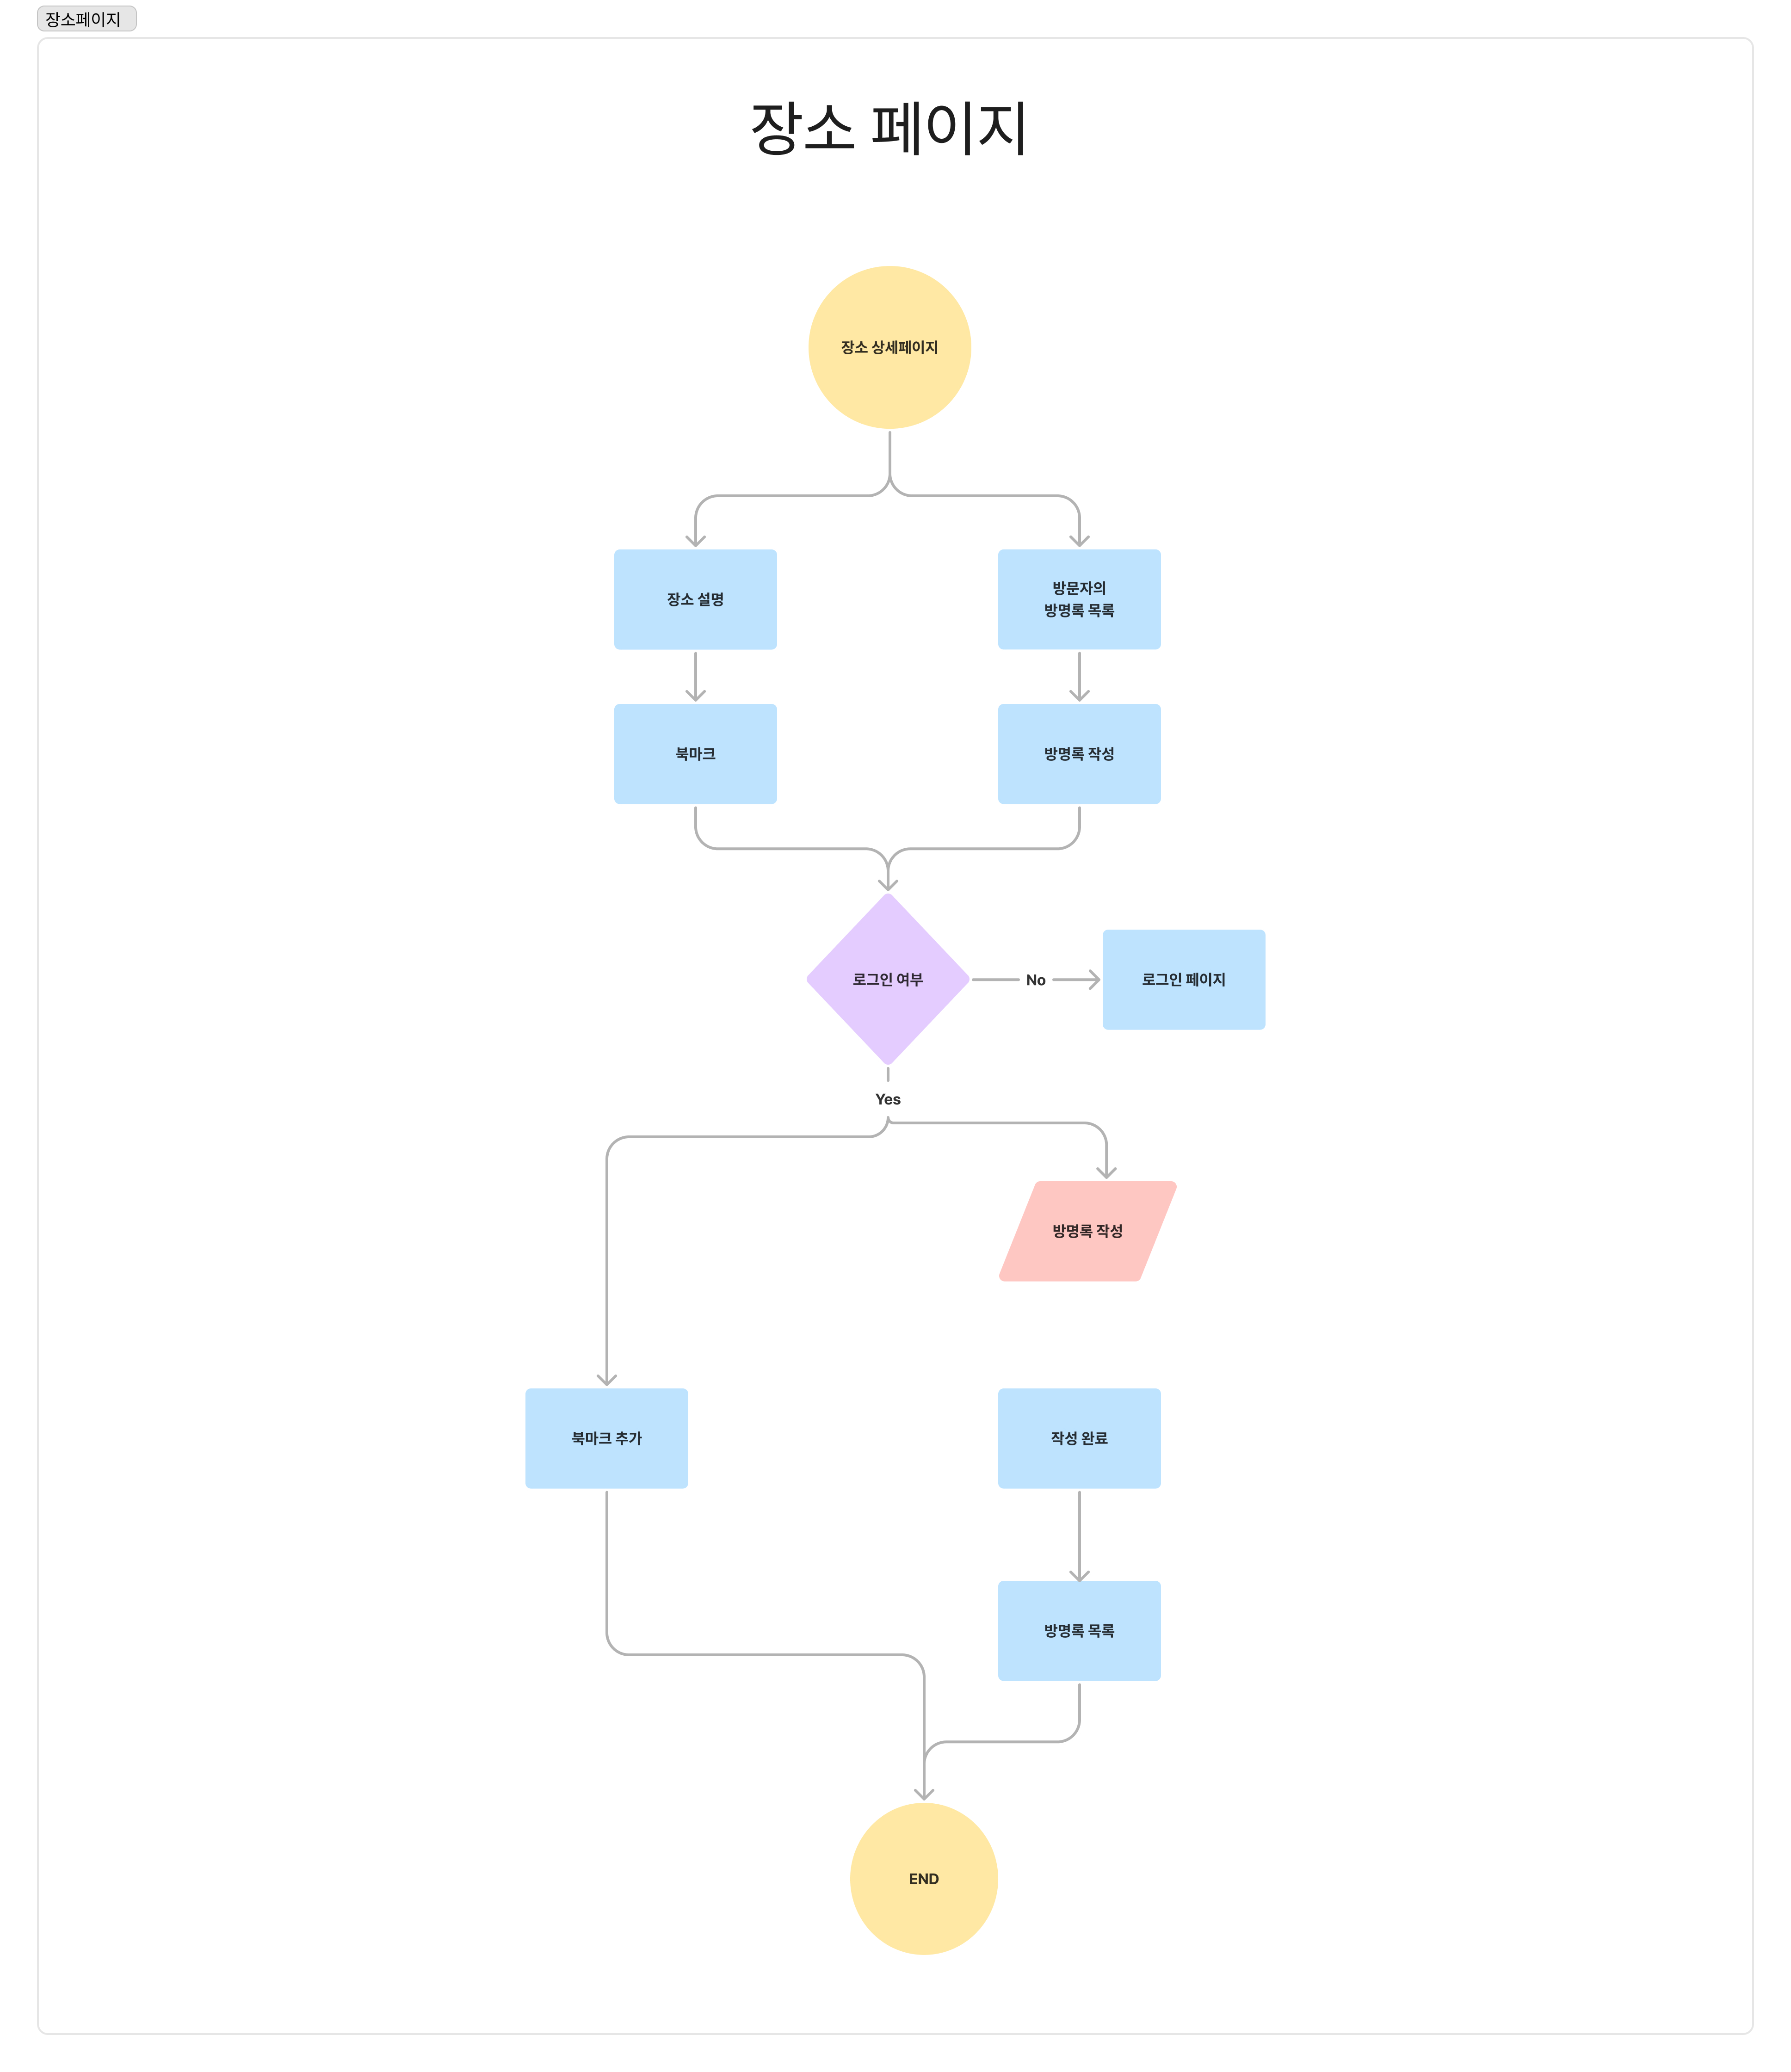 장소페이지
장소 페이지
장소 상세페이지
장소 설명
방문자의
방명록 목록
북마크
방명록 작성
로그인 여부
No
로그인 페이지
Yes
방명록 작성
북마크 추가
작성 완료
방명록 목록
END